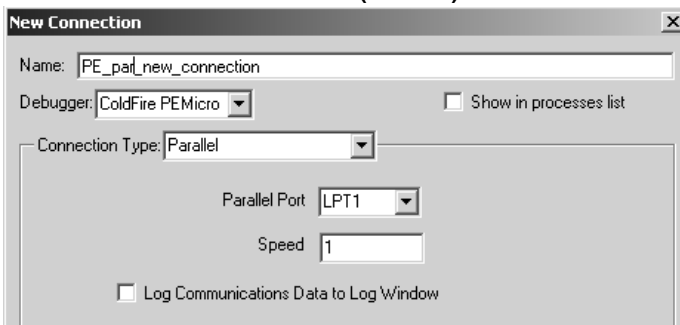 New Connection
Name: PE_par_new_connection
Debugger: ColdFire PEMicro Show in processes list
Connection Type: Parallel
Parallel Port LPT1
Speed 1
Log Communications Data to Log Window